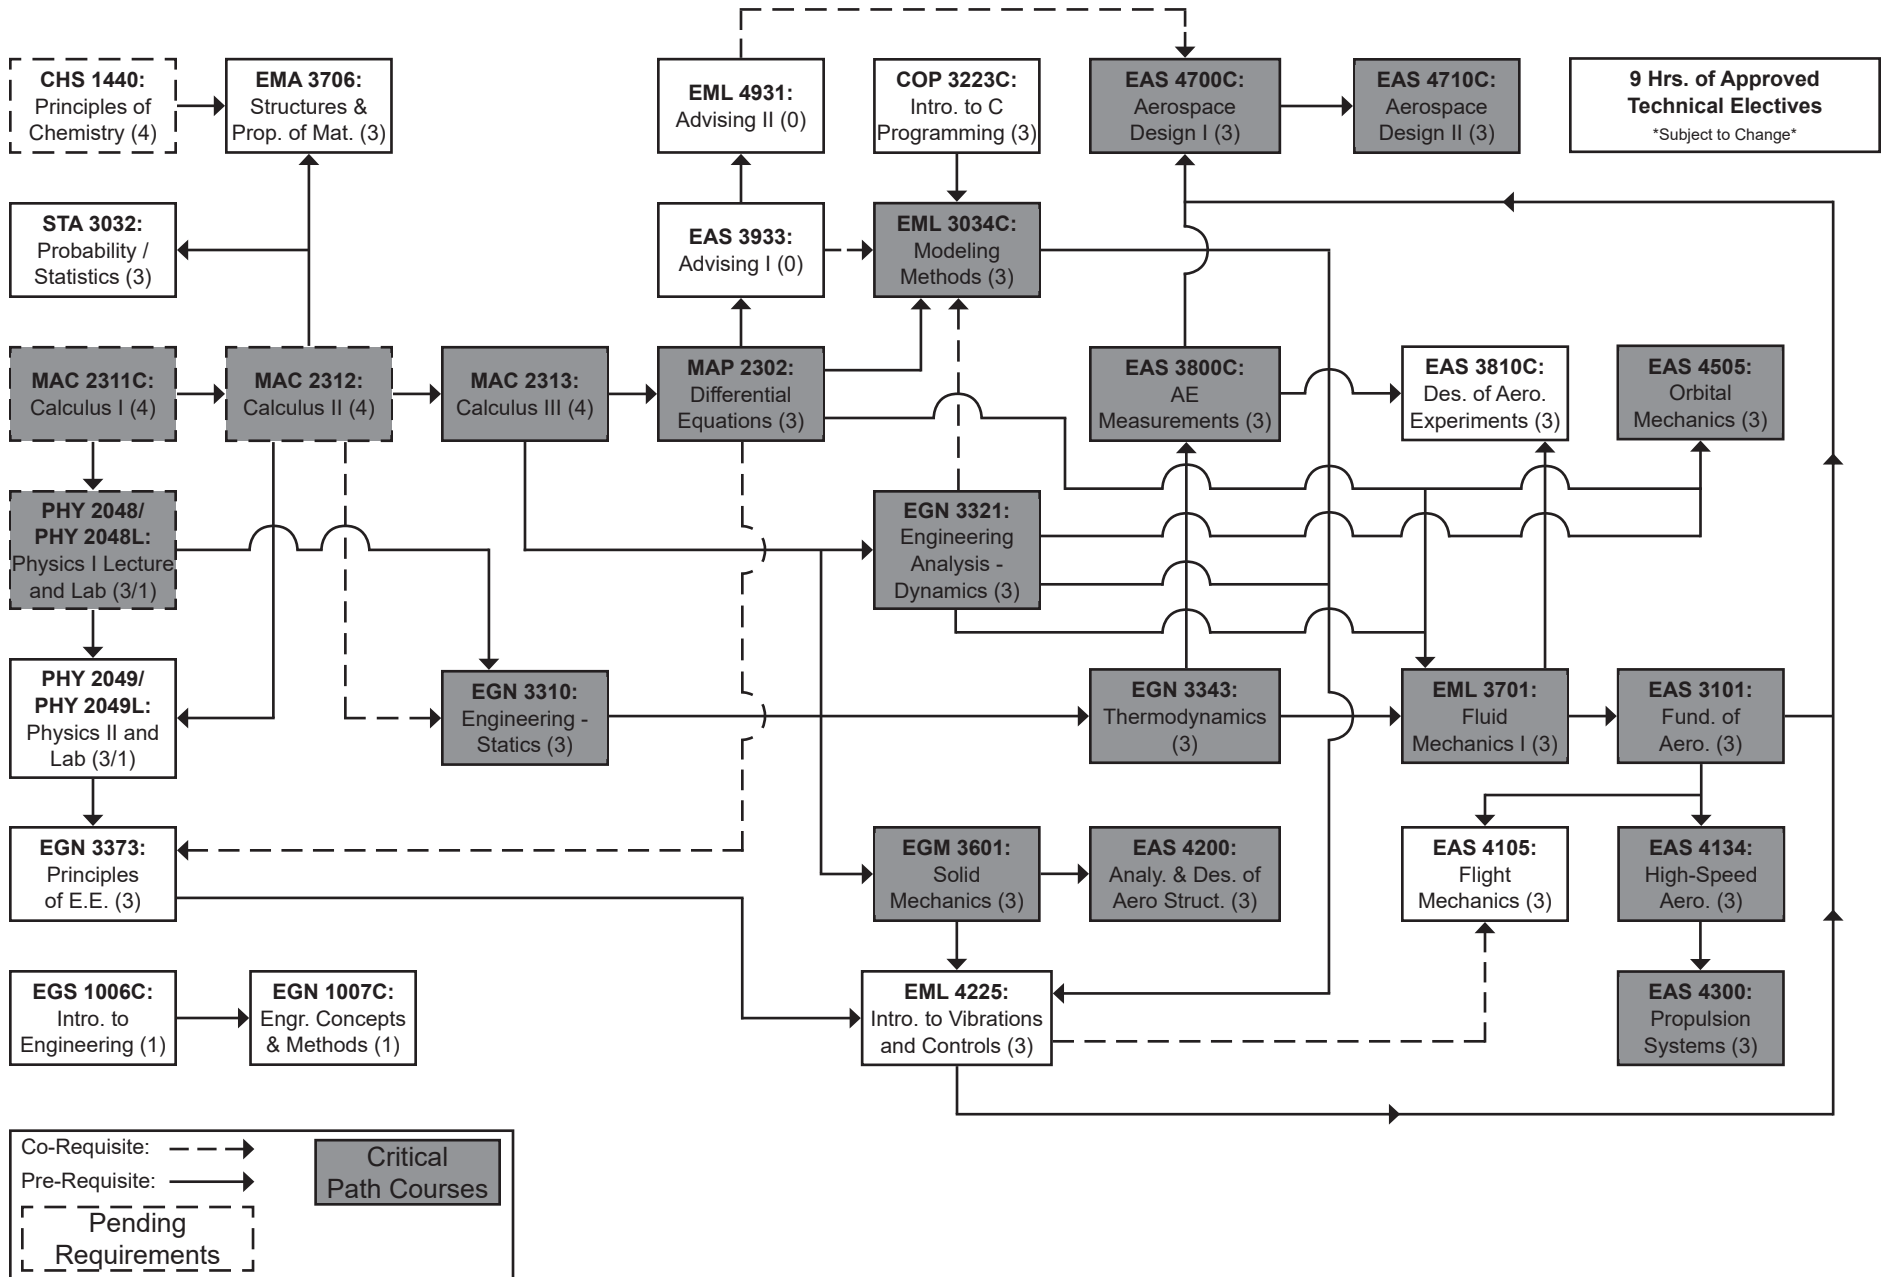 CHS 1440:
Principles of
Chemistry (4)
EMA 3706:
Structures &
Prop. of Mat. (3)
EML 4931:
Advising II (0)
COP 3223C:
Intro. to C
Programming (3)
EAS 4700C:
Aerospace
Design I (3)
EAS 4710C:
Aerospace
Design II (3)
9 Hrs. of Approved
Technical Electives
*Subject to Change*
STA 3032:
Probability /
Statistics (3)
EAS 3933:
Advising I (0)
EML 3034C:
Modeling
Methods (3)
MAC 2311C:
Calculus I (4)
MAC 2312:
Calculus II (4)
MAC 2313:
Calculus III (4)
MAP 2302:
Differential
Equations (3)
EAS 3800C:
AE
Measurements (3)
EAS 3810C:
Des. of Aero.
Experiments (3)
EAS 4505:
Orbital
Mechanics (3)
PHY 2048/
PHY 2048L:
Physics I Lecture
and Lab (3/1)
EGN 3321:
Engineering
Analysis -
Dynamics (3)
PHY 2049/
PHY 2049L:
Physics II and
Lab (3/1)
EGN 3310:
Engineering -
Statics (3)
EGN 3343:
Thermodynamics
(3)
EML 3701:
Fluid
Mechanics I (3)
EAS 3101:
Fund. of
Aero. (3)
EGN 3373:
Principles
of E.E. (3)
EGM 3601:
Solid
Mechanics (3)
EAS 4200:
Analy. & Des. of
Aero Struct. (3)
EAS 4105:
Flight
Mechanics (3)
EAS 4134:
High-Speed
Aero. (3)
EGS 1006C:
Intro. to
Engineering (1)
EGN 1007C:
Engr. Concepts
& Methods (1)
EML 4225:
Intro. to Vibrations
and Controls (3)
EAS 4300:
Propulsion
Systems (3)
Co-Requisite:
Pre-Requisite:
Critical
Path Courses
Pending
Requirements